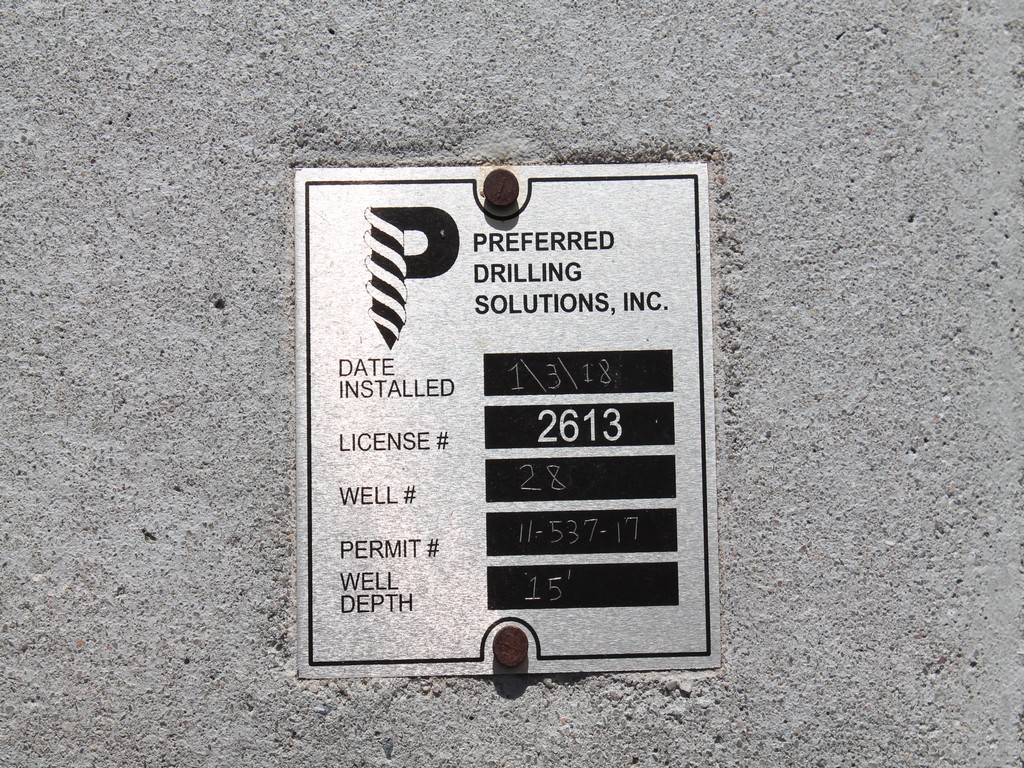 P
PREFERRED
DRILLING
SOLUTIONS, INC.
DATE
INSTALLED
1\3\18
LICENSE # 2613
WELL # 28
PERMIT # 11-537-17
WELL
DEPTH
15'